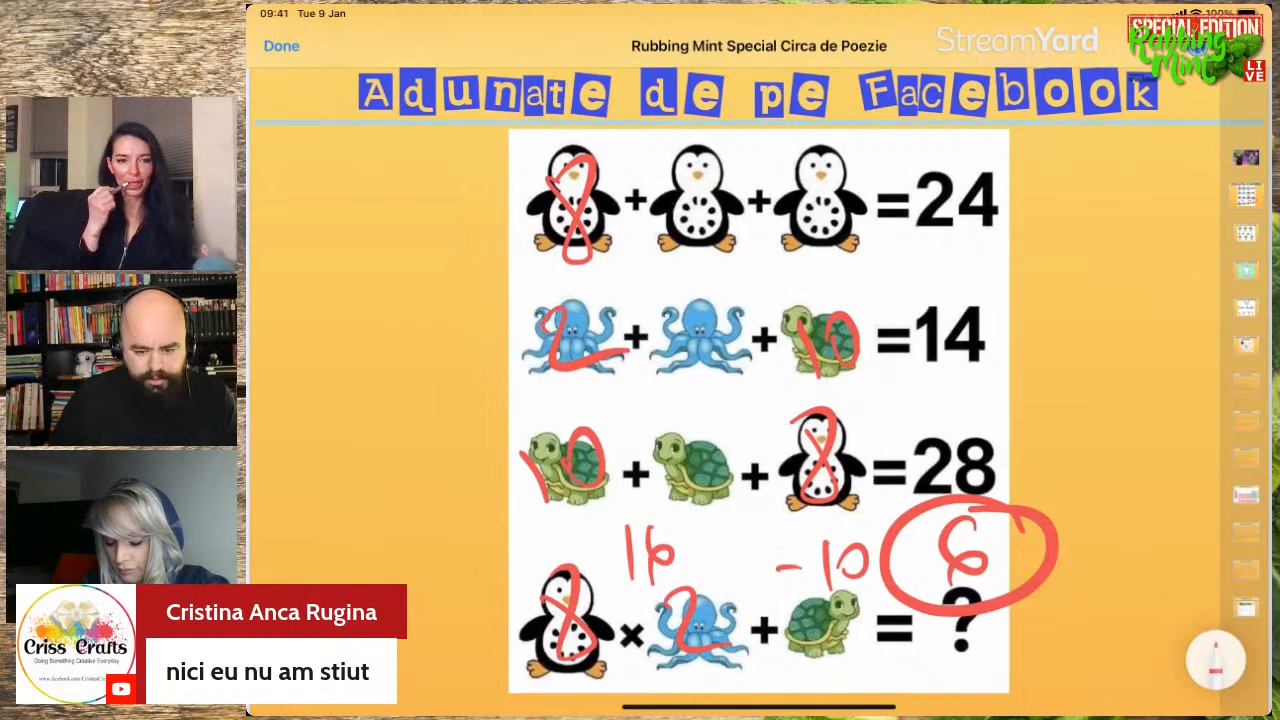 09:41 Tue 9 Jan
100%
Done
Rubbing Mint Special Circa de Poezie
StreamYard
SPECIAL EDITION
Rubbing Mint
LIVE
Adunate de pe Facebook
8 + + =24
2 + + 10 =14
10 + + 8 =28
16 - 10 6
8 × 2 + = ?
Cristina Anca Rugina
Criss Crafts
Doing Something Creative Everyday
nici eu nu am stiut